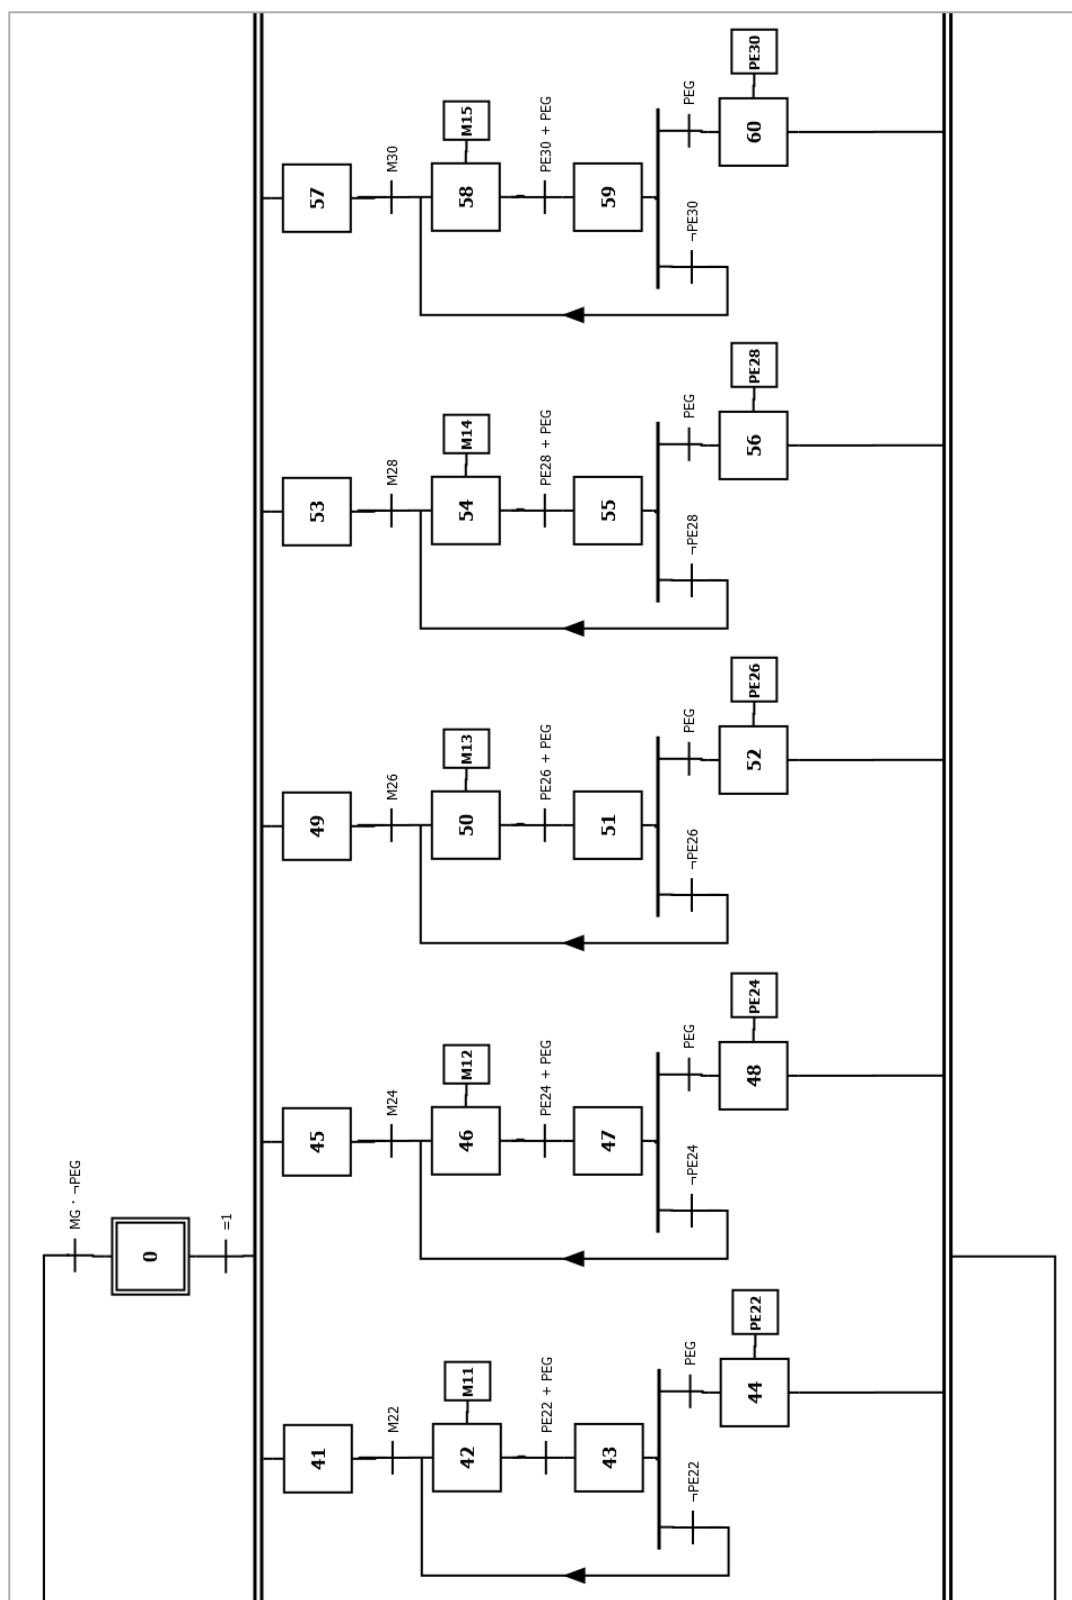 MG · ¬PEG
0
=1
41
M22
42
M11
PE22 + PEG
43
¬PE22
PEG
44
PE22
45
M24
46
M12
PE24 + PEG
47
¬PE24
PEG
48
PE24
49
M26
50
M13
PE26 + PEG
51
¬PE26
PEG
52
PE26
53
M28
54
M14
PE28 + PEG
55
¬PE28
PEG
56
PE28
57
M30
58
M15
PE30 + PEG
59
¬PE30
PEG
60
PE30